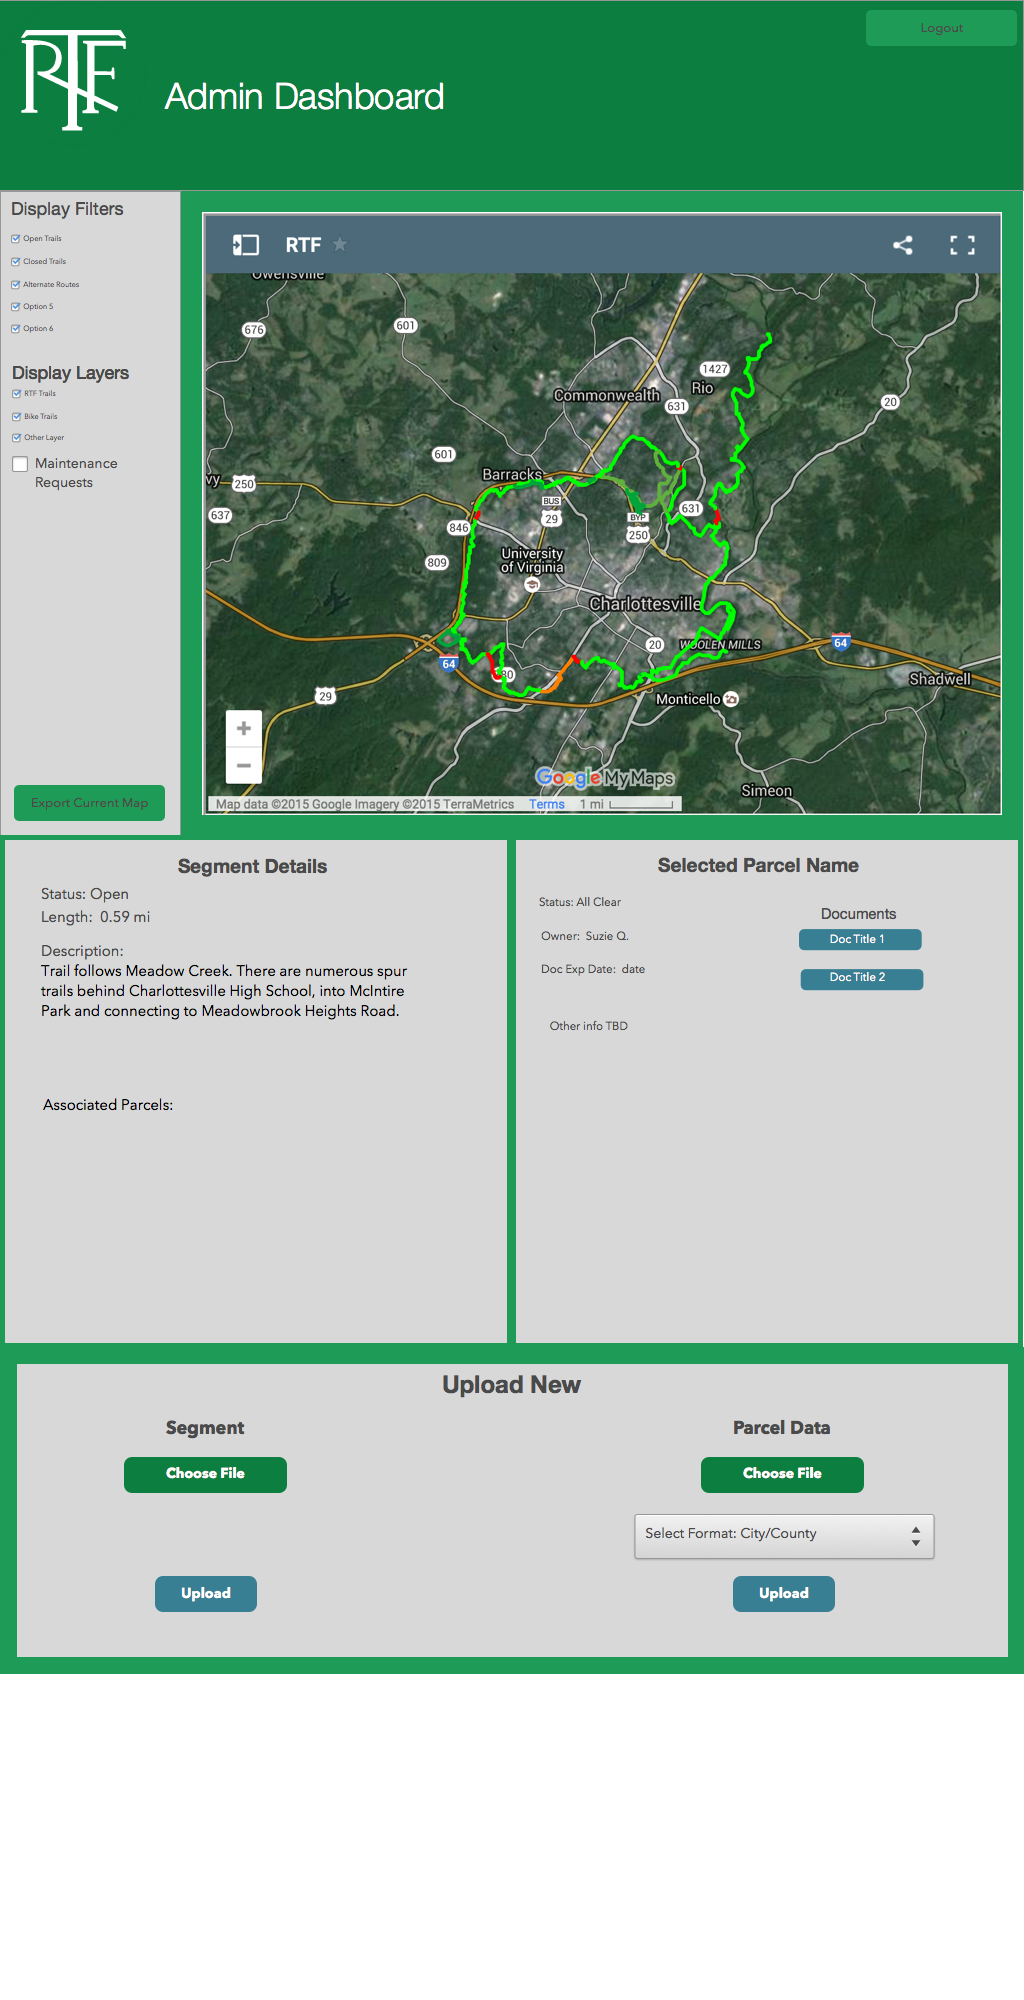 Logout
RTF
Admin Dashboard
Display Filters
Open Trails
Closed Trails
Alternate Routes
Option 5
Option 6
Display Layers
RTF Trails
Bike Trails
Other Layer
Maintenance
Requests
Export Current Map
RTF
Owensville
676
601
1427
Commonwealth
Rio
631
20
601
Barracks
vy
250
637
BUS
29
846
631
BYP
250
809
University
of Virginia
Charlottesville
20
WOOLEN MILLS
64
64
Shadwell
29
Monticello
Google MyMaps
Simeon
Map data ©2015 Google Imagery ©2015 TerraMetrics
Terms
1 mi
Segment Details
Status: Open
Length: 0.59 mi
Description:
Trail follows Meadow Creek. There are numerous spur
trails behind Charlottesville High School, into McIntire
Park and connecting to Meadowbrook Heights Road.
Associated Parcels:
Selected Parcel Name
Status: All Clear
Owner: Suzie Q.
Doc Exp Date: date
Other info TBD
Documents
Doc Title 1
Doc Title 2
Upload New
Segment
Choose File
Upload
Parcel Data
Choose File
Select Format: City/County
Upload